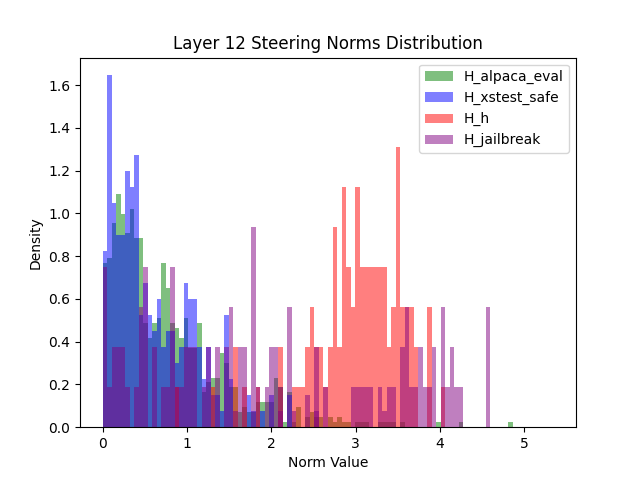 Layer 12 Steering Norms Distribution
H_alpaca_eval
H_xstest_safe
H_h
H_jailbreak
1.6
1.4
1.2
1.0
0.8
0.6
0.4
0.2
0.0
Density
0
1
2
3
4
5
Norm Value